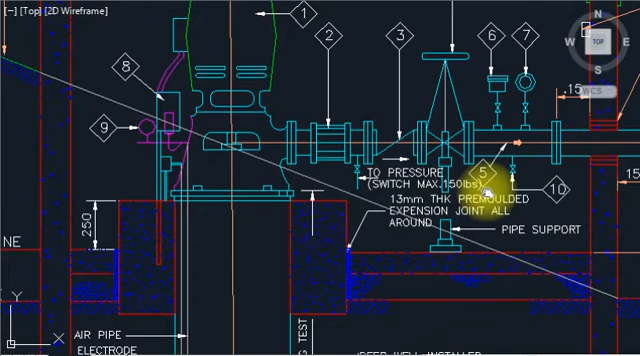 [−] [Top] [2D Wireframe]
N
W
TOP
E
S
WCS
1
2
3
6
7
8
9
.15
5
10
15
TO PRESSURE
(SWITCH MAX.150lbs)
13mm THK PREMOULDED
EXPENSION JOINT ALL
AROUND
PIPE SUPPORT
250
NE
Y
X
AIR PIPE
ELECTRODE
G TEST